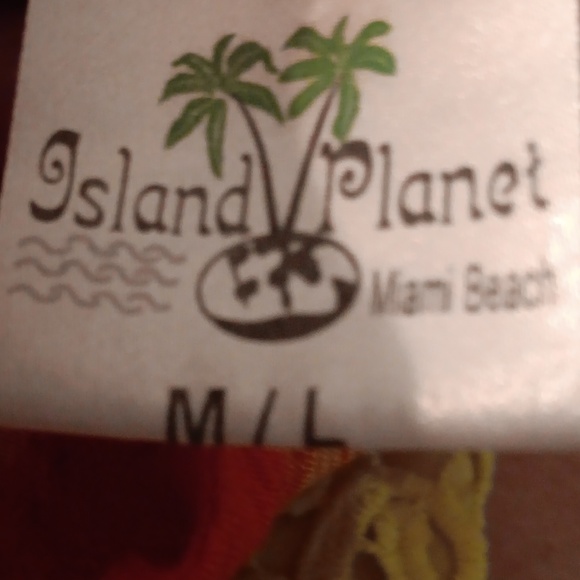 Island Planet
Miami Beach
M/L